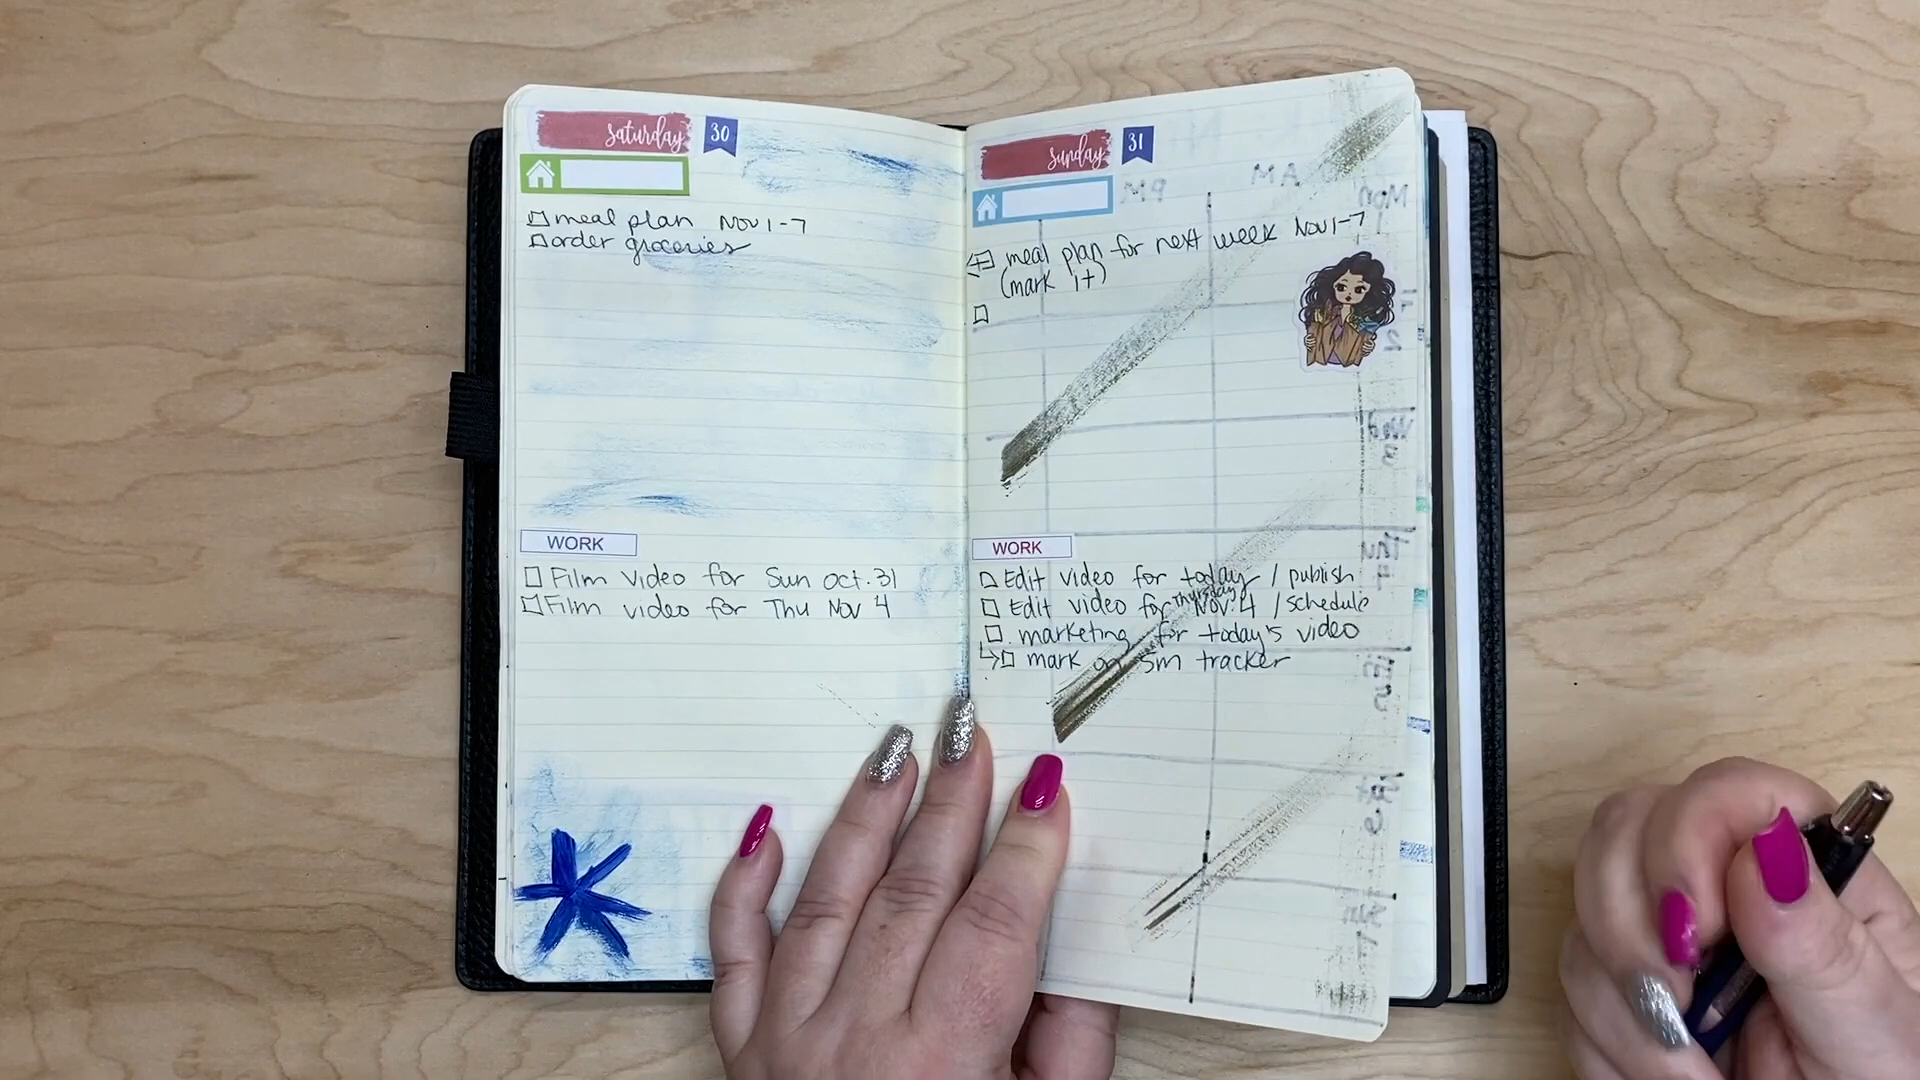 saturday 30
☐ meal plan Nov 1-7
☐ order groceries
WORK
☐ Film video for Sun Oct. 31
☐ Film video for Thu Nov 4
sunday 31
☐ meal plan for next week Nov 1-7
(mark it)
☐
WORK
☐ Edit video for today / publish
☐ Edit video for Thursday Nov. 4 / schedule
☐ marketing for today's video
↳☐ mark on sm tracker